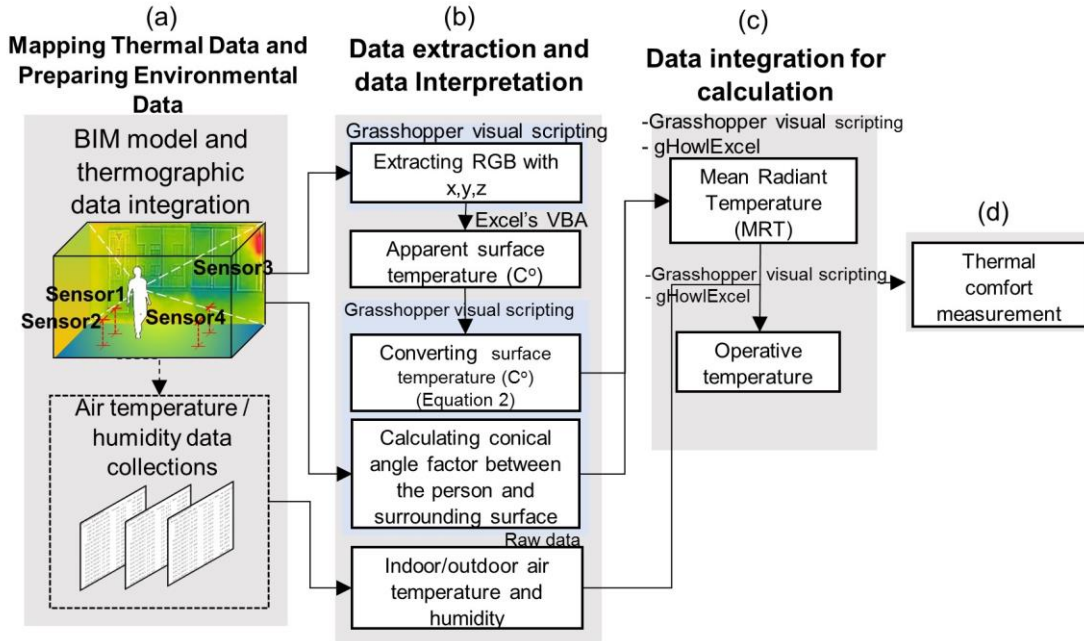 (a)
Mapping Thermal Data and
Preparing Environmental
Data
BIM model and
thermographic
data integration
Sensor3
Sensor1
Sensor2
Sensor4
Air temperature /
humidity data
collections
(b)
Data extraction and
data Interpretation
Grasshopper visual scripting
Extracting RGB with
x,y,z
Excel's VBA
Apparent surface
temperature (Cº)
Grasshopper visual scripting
Converting surface
temperature (Cº)
(Equation 2)
Calculating conical
angle factor between
the person and
surrounding surface
Raw data
Indoor/outdoor air
temperature and
humidity
(c)
Data integration for
calculation
-Grasshopper visual scripting
- gHowlExcel
Mean Radiant
Temperature
(MRT)
-Grasshopper visual scripting
- gHowlExcel
Operative
temperature
(d)
Thermal
comfort
measurement